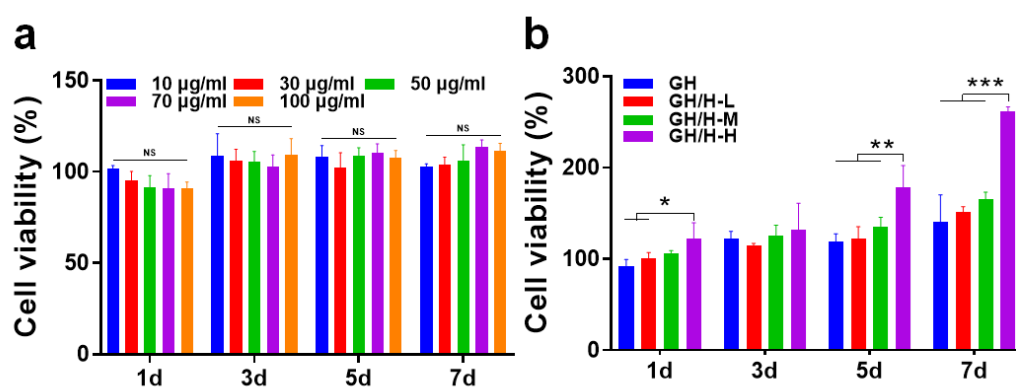 a
Cell viability (%)
150
100
50
0
10 µg/ml 30 µg/ml 50 µg/ml
70 µg/ml 100 µg/ml
NS
NS
NS
NS
1d 3d 5d 7d
b
Cell viability (%)
300
200
100
0
GH
GH/H-L
GH/H-M
GH/H-H
*
**
***
1d 3d 5d 7d